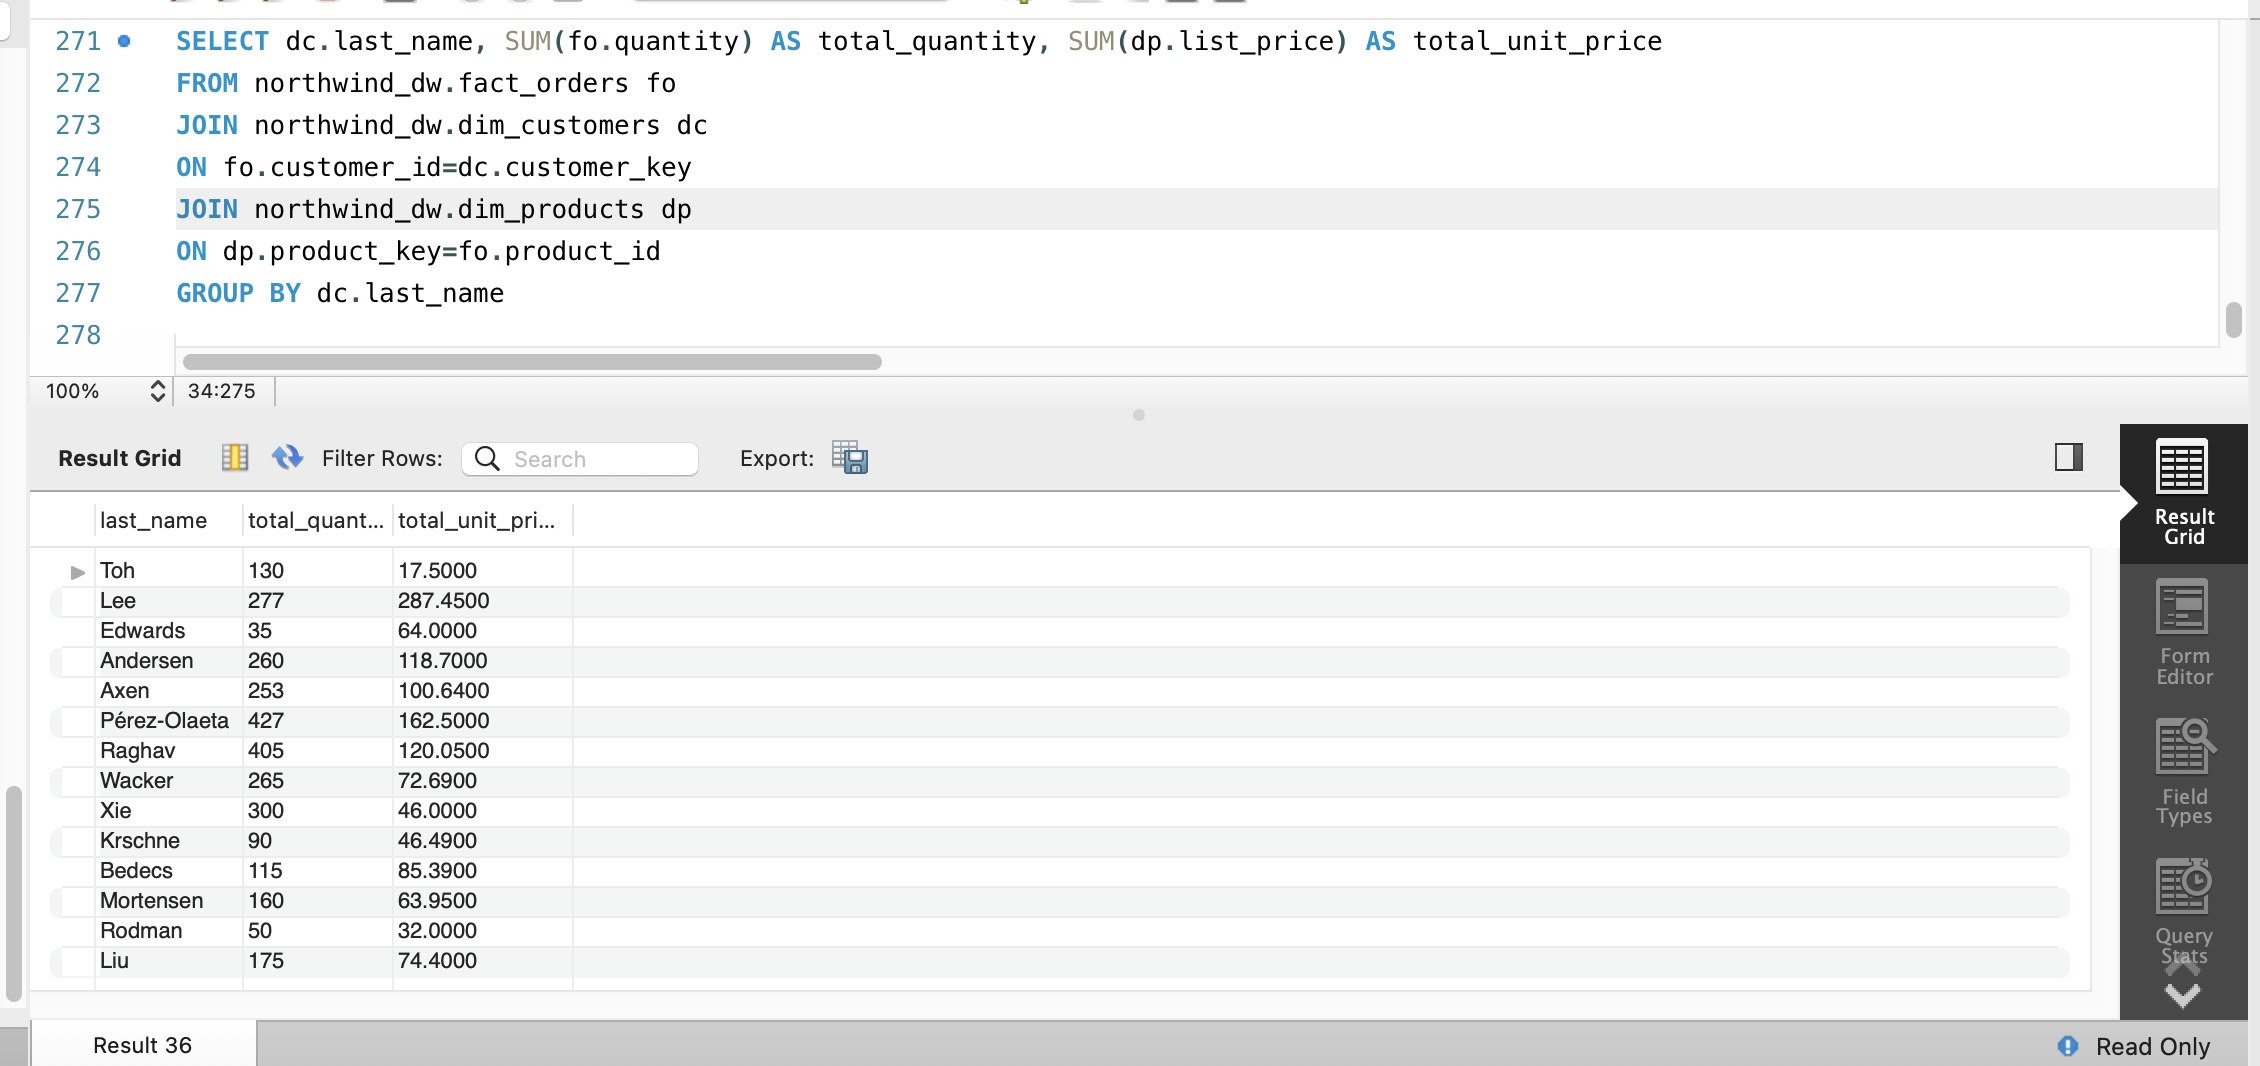 271 SELECT dc.last_name, SUM(fo.quantity) AS total_quantity, SUM(dp.list_price) AS total_unit_price
272 FROM northwind_dw.fact_orders fo
273 JOIN northwind_dw.dim_customers dc
274 ON fo.customer_id=dc.customer_key
275 JOIN northwind_dw.dim_products dp
276 ON dp.product_key=fo.product_id
277 GROUP BY dc.last_name
278
100% 34:275
Result Grid Filter Rows: Search Export:
last_name total_quant... total_unit_pri...
Toh 130 17.5000
Lee 277 287.4500
Edwards 35 64.0000
Andersen 260 118.7000
Axen 253 100.6400
Pérez-Olaeta 427 162.5000
Raghav 405 120.0500
Wacker 265 72.6900
Xie 300 46.0000
Krschne 90 46.4900
Bedecs 115 85.3900
Mortensen 160 63.9500
Rodman 50 32.0000
Liu 175 74.4000
Result
Grid
Form
Editor
Field
Types
Query
Stats
Result 36 Read Only